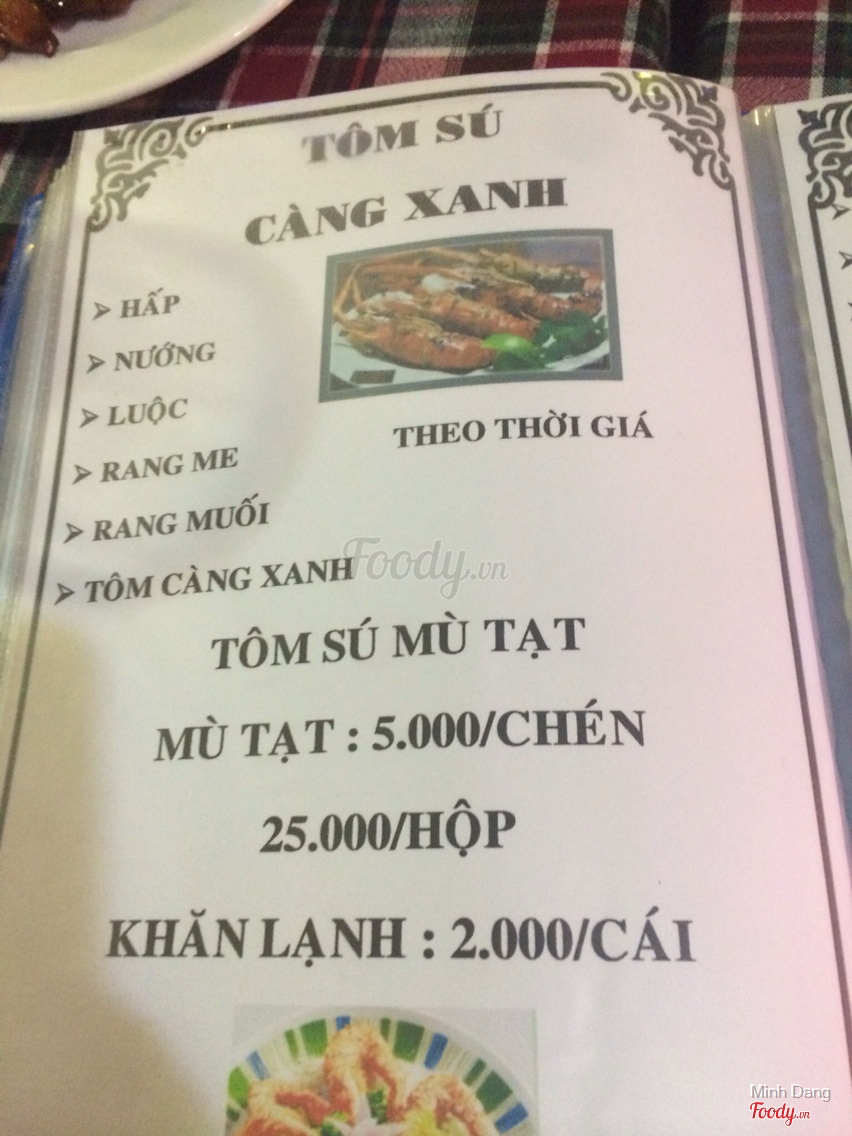 TÔM SÚ
CÀNG XANH
➢ HẤP
➢ NƯỚNG
➢ LUỘC
➢ RANG ME
➢ RANG MUỐI
➢ TÔM CÀNG XANH
THEO THỜI GIÁ
TÔM SÚ MÙ TẠT
MÙ TẠT : 5.000/CHÉN
25.000/HỘP
KHĂN LẠNH : 2.000/CÁI
Foody.vn
Minh Dang
Foody.vn